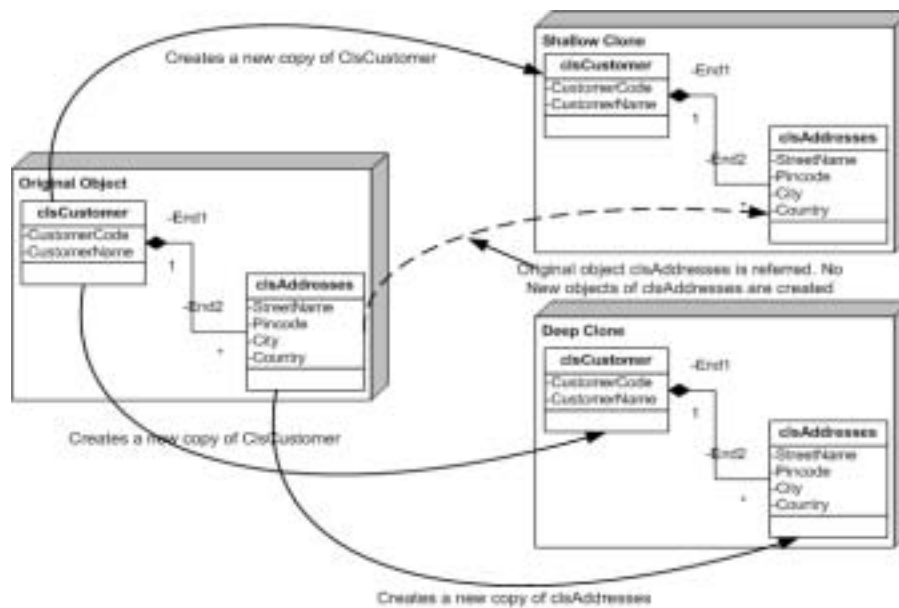 Creates a new copy of ClsCustomer
Shallow Clone
clsCustomer
-CustomerCode
-CustomerName
-End1
1
-End2
*
clsAddresses
-StreetName
-Pincode
-City
-Country
Original Object
clsCustomer
-CustomerCode
-CustomerName
-End1
1
-End2
*
clsAddresses
-StreetName
-Pincode
-City
-Country
Original object clsAddresses is referred. No
New objects of clsAddresses are created
Deep Clone
clsCustomer
-CustomerCode
-CustomerName
-End1
1
-End2
*
clsAddresses
-StreetName
-Pincode
-City
-Country
Creates a new copy of ClsCustomer
Creates a new copy of clsAddresses